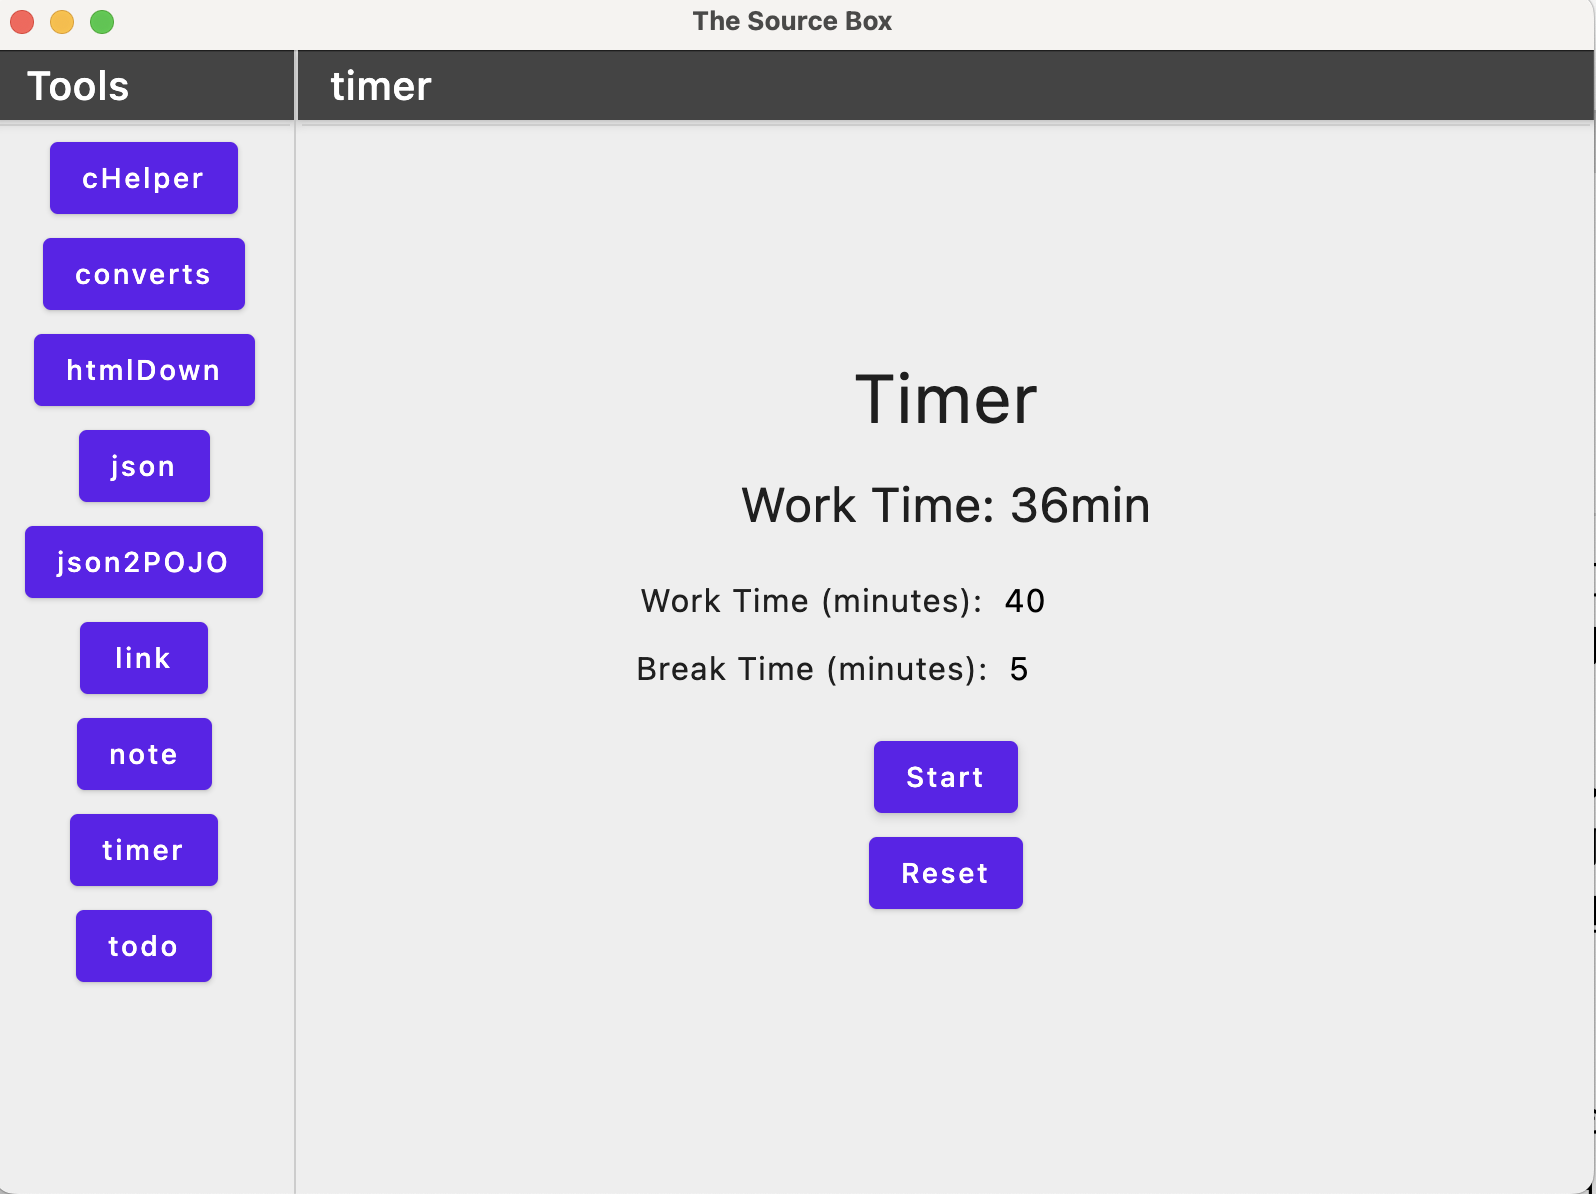 The Source Box
Tools
timer
cHelper
converts
htmlDown
json
json2POJO
link
note
timer
todo
Timer
Work Time: 36min
Work Time (minutes): 40
Break Time (minutes): 5
Start
Reset